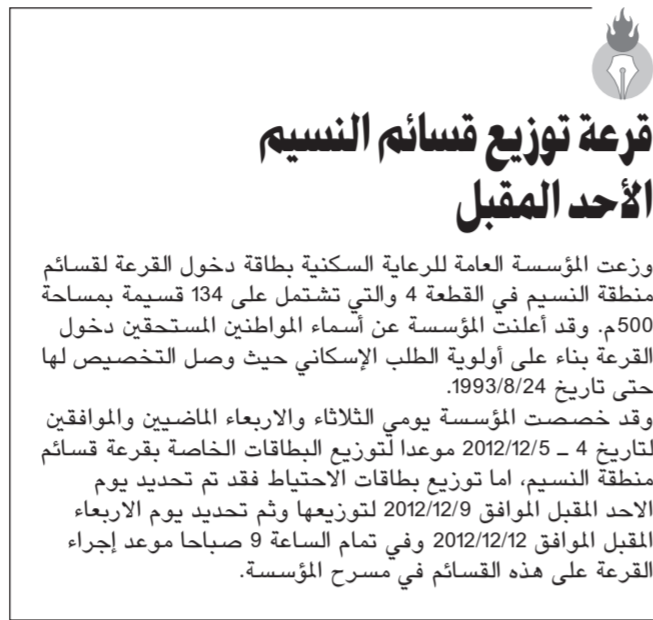 قرعة توزيع قسائم النسيم
الأحد المقبل
وزعت المؤسسة العامة للرعاية السكنية بطاقة دخول القرعة لقسائم
منطقة النسيم في القطعة 4 والتي تشتمل على 134 قسيمة بمساحة
500م. وقد أعلنت المؤسسة عن أسماء المواطنين المستحقين دخول
القرعة بناء على أولوية الطلب الإسكاني حيث وصل التخصيص لها
حتى تاريخ 1993/8/24.
وقد خصصت المؤسسة يومي الثلاثاء والاربعاء الماضيين والموافقين
لتاريخ 4 ــ 2012/12/5 موعدا لتوزيع البطاقات الخاصة بقرعة قسائم
منطقة النسيم، اما توزيع بطاقات الاحتياط فقد تم تحديد يوم
الاحد المقبل الموافق 2012/12/9 لتوزيعها وثم تحديد يوم الاربعاء
المقبل الموافق 2012/12/12 وفي تمام الساعة 9 صباحا موعد إجراء
القرعة على هذه القسائم في مسرح المؤسسة.